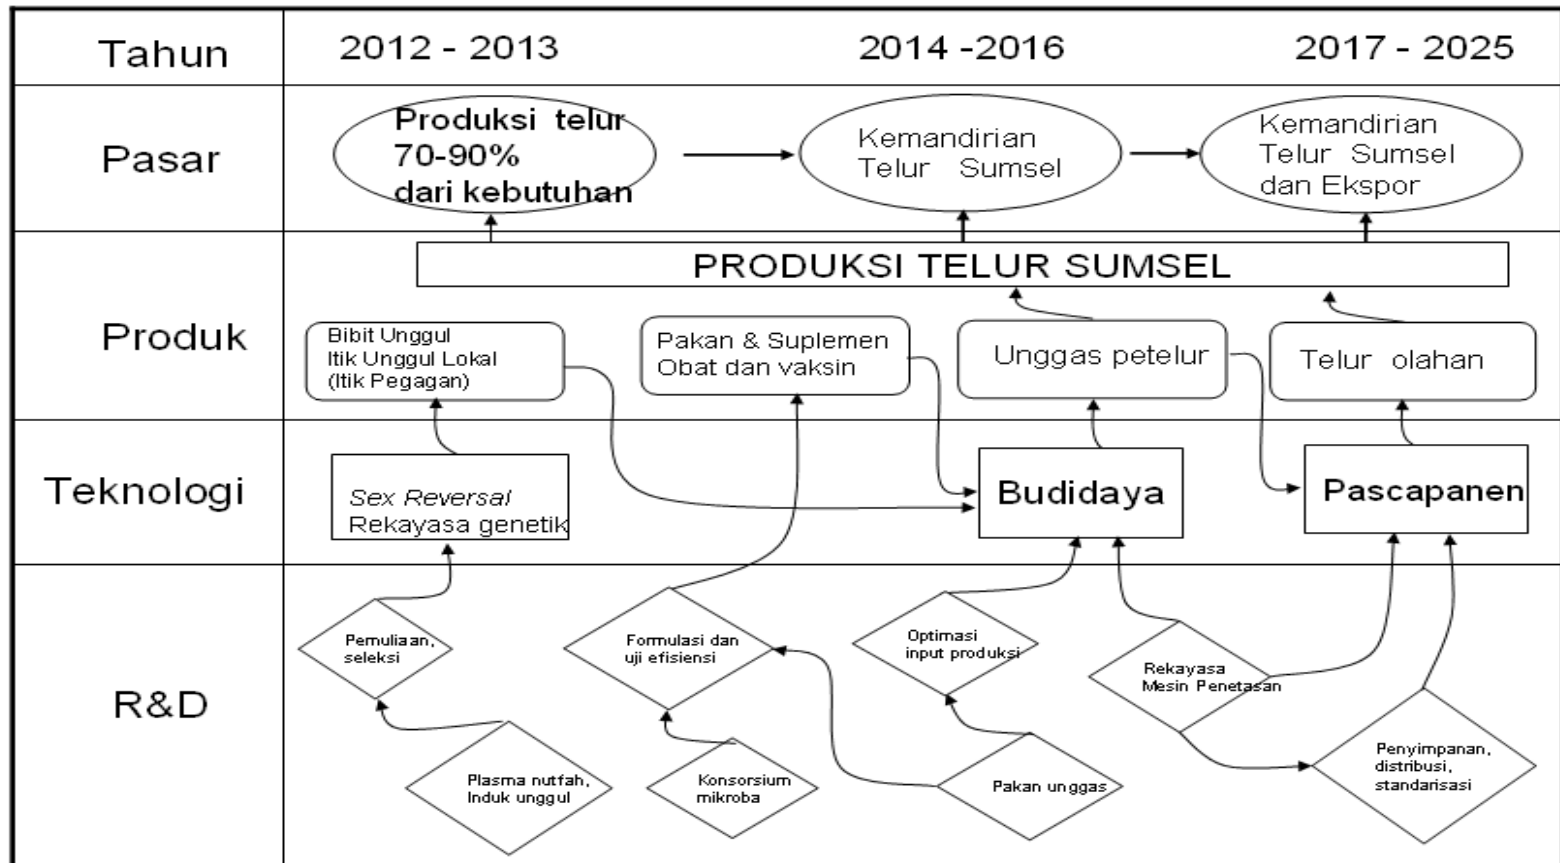 Tahun
2012 - 2013
2014 -2016
2017 - 2025
Pasar
Produksi telur
70-90%
dari kebutuhan
Kemandirian
Telur Sumsel
Kemandirian
Telur Sumsel
dan Ekspor
Produk
PRODUKSI TELUR SUMSEL
Bibit Unggul
Itik Unggul Lokal
(Itik Pegagan)
Pakan & Suplemen
Obat dan vaksin
Unggas petelur
Telur olahan
Teknologi
Sex Reversal
Rekayasa genetik
Budidaya
Pascapanen
R&D
Pemuliaan,
seleksi
Formulasi dan
uji efisiensi
Optimasi
input produksi
Rekayasa
Mesin Penetasan
Plasma nutfah,
Induk unggul
Konsorsium
mikroba
Pakan unggas
Penyimpanan,
distribusi,
standarisasi